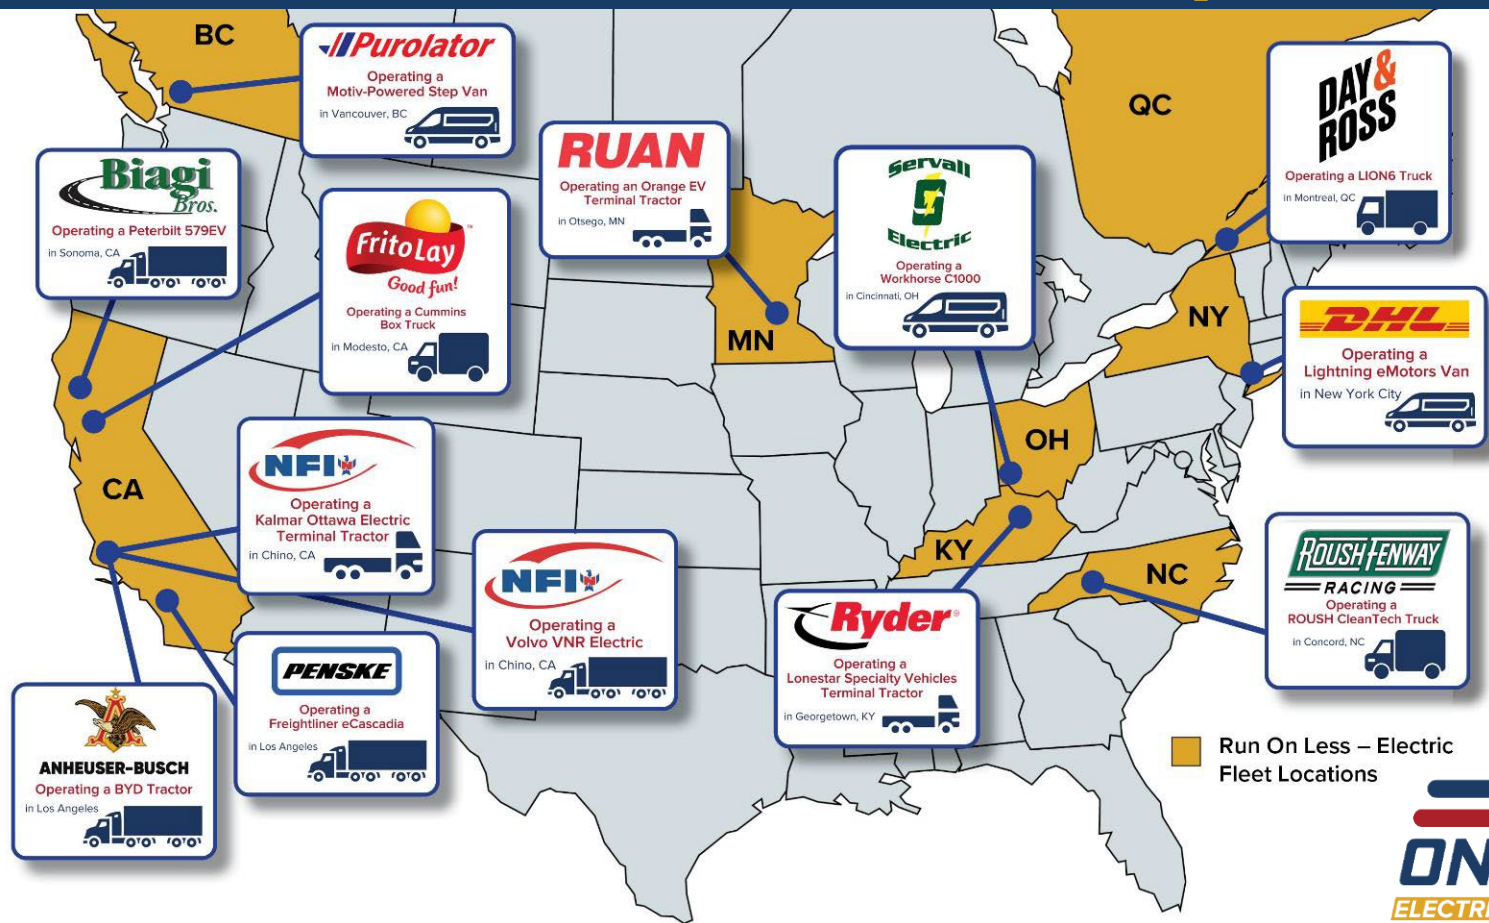 BC
Purolator
Operating a
Motiv-Powered Step Van
in Vancouver, BC
Biagi
Bros.
Operating a Peterbilt 579EV
in Sonoma, CA
FritoLay
Good fun!
Operating a Cummins
Box Truck
in Modesto, CA
RUAN
Operating an Orange EV
Terminal Tractor
in Otsego, MN
MN
Servall
Electric
Operating a
Workhorse C1000
in Cincinnati, OH
QC
DAY &
ROSS
Operating a LION6 Truck
in Montreal, QC
NY
DHL
Operating a
Lightning eMotors Van
in New York City
CA
NFI
Operating a
Kalmar Ottawa Electric
Terminal Tractor
in Chino, CA
NFI
Operating a
Volvo VNR Electric
in Chino, CA
OH
KY
NC
Ryder
Operating a
Lonestar Specialty Vehicles
Terminal Tractor
in Georgetown, KY
ROUSH FENWAY
RACING
Operating a
ROUSH CleanTech Truck
in Concord, NC
PENSKE
Operating a
Freightliner eCascadia
in Los Angeles
ANHEUSER-BUSCH
Operating a BYD Tractor
in Los Angeles
Run On Less – Electric
Fleet Locations
ON
ELECTRI